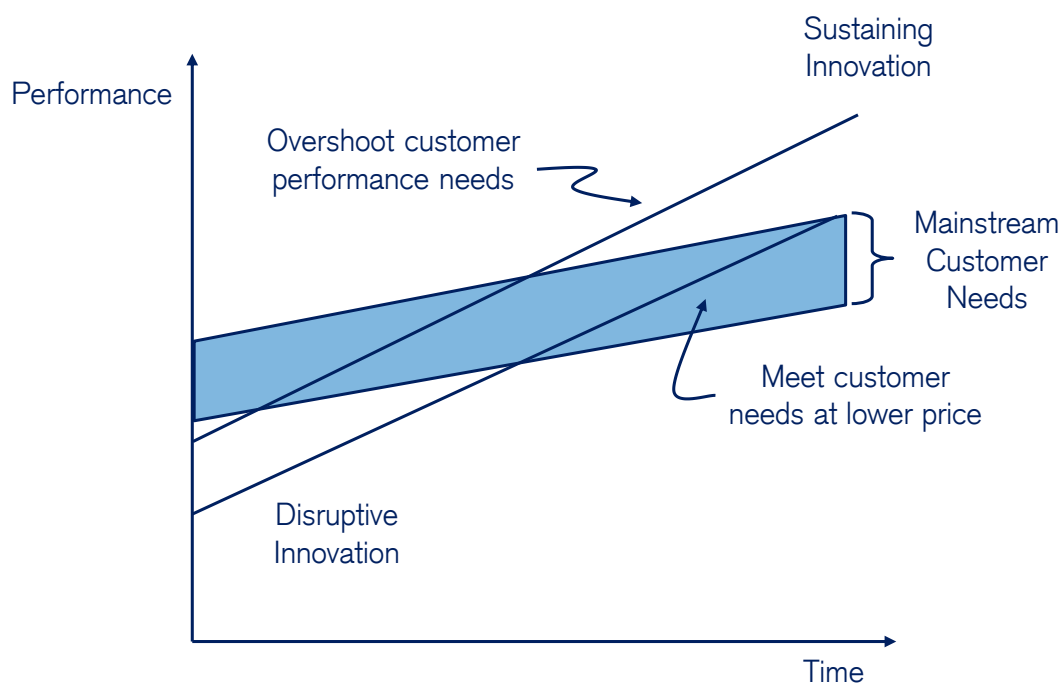 Sustaining
Innovation
Performance
Overshoot customer
performance needs
Mainstream
Customer
Needs
Meet customer
needs at lower price
Disruptive
Innovation
Time